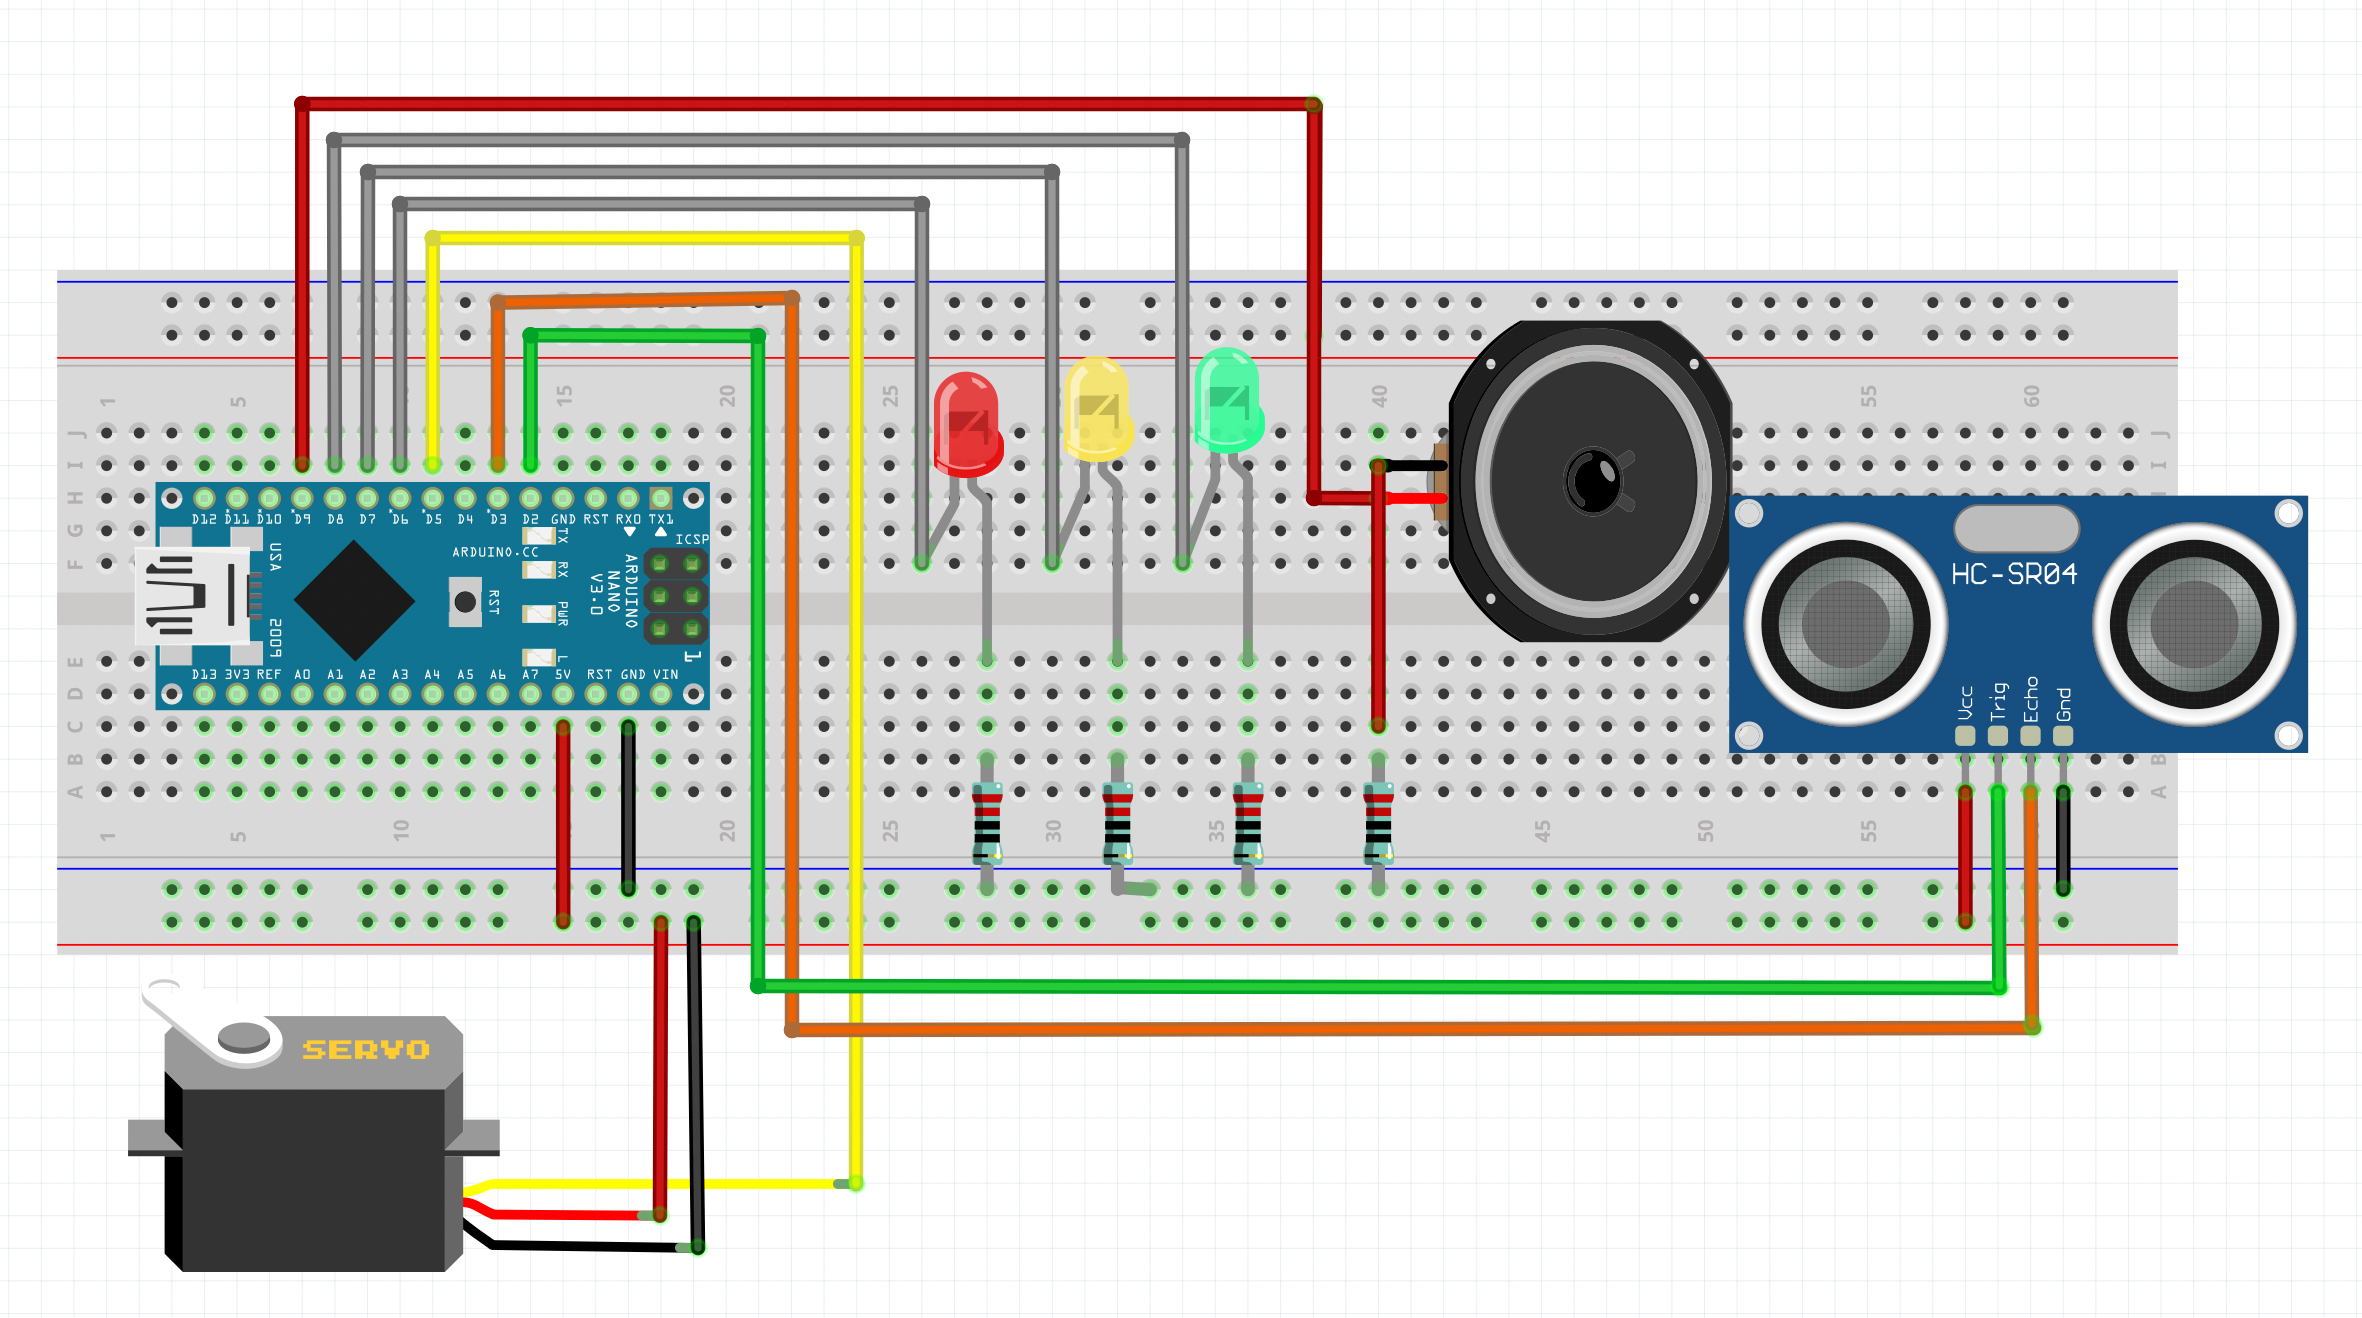 1 5 15 20 25 40 55 60
J J
I I
H
G
F
D12 D11 D10 D9 D8 D7 D6 D5 D4 D3 D2 GND RST RX0 TX1
USB
5009
ARDUINO.CC
RST
TX
RX
PWR
L
ARDUINO
NANO
V3.0
ICSP
1
D13 3V3 REF A0 A1 A2 A3 A4 A5 A6 A7 5V RST GND VIN
HC-SR04
Vcc
Trig
Echo
Gnd
E
D
C
B B
A A
1 5 10 20 25 30 35 45 50 55
SERVO